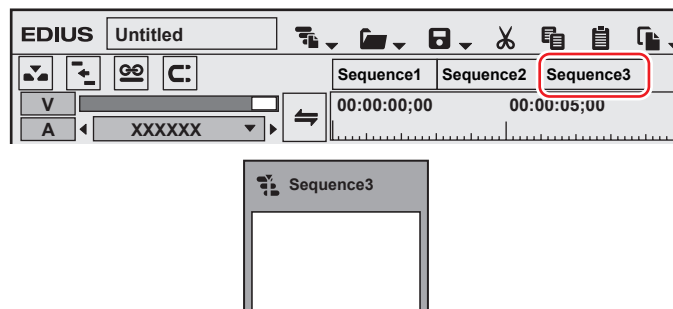 EDIUS Untitled
Sequence1 Sequence2 Sequence3
V 00:00:00;00 00:00:05;00
A XXXXXX
Sequence3